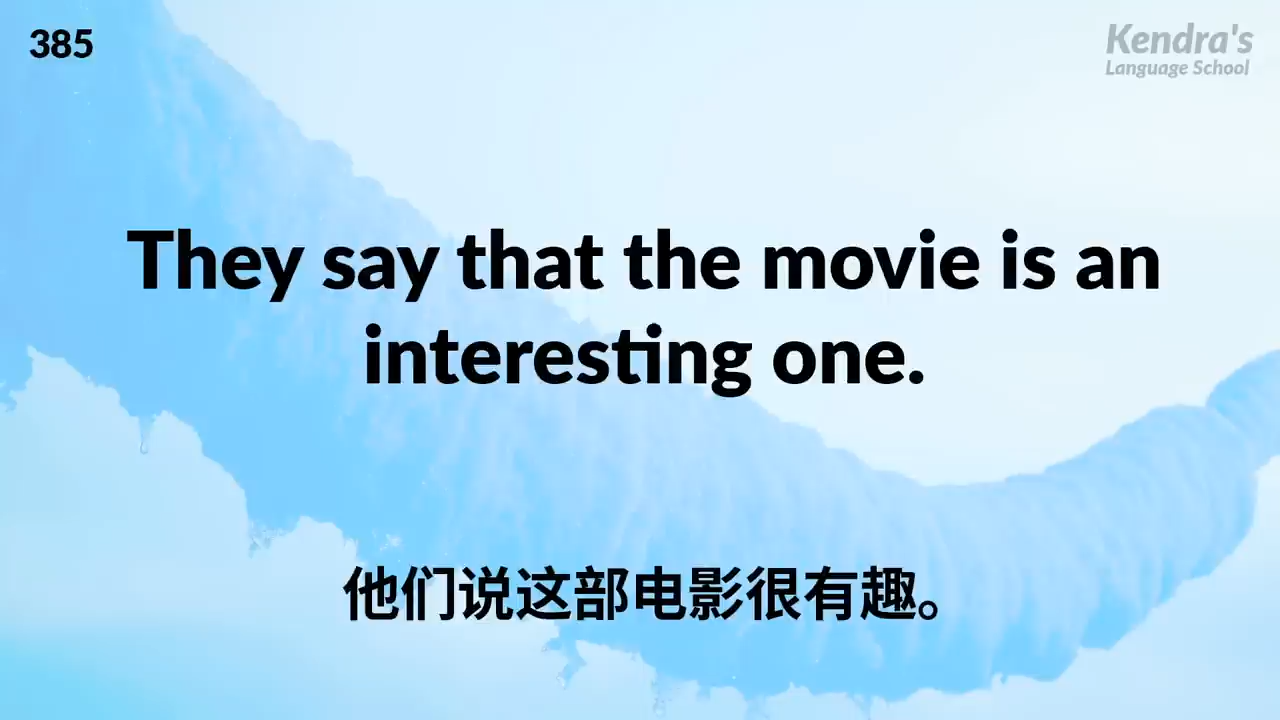 385
Kendra's
Language School
They say that the movie is an
interesting one.
他们说这部电影很有趣。